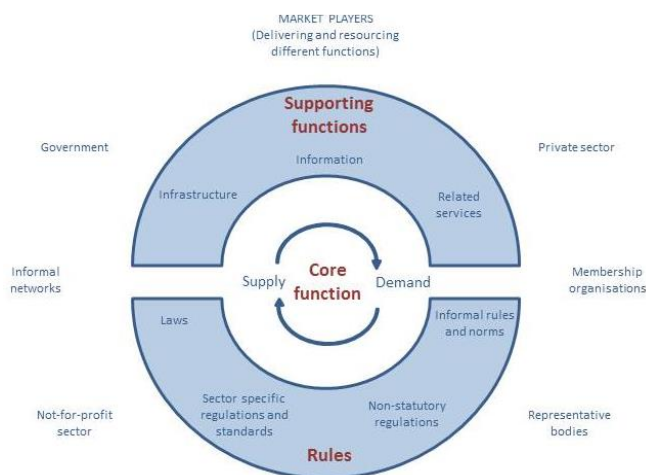 MARKET PLAYERS
(Delivering and resourcing
different functions)
Supporting
functions
Government
Information
Private sector
Infrastructure
Related
services
Informal
networks
Supply
Core
function
Demand
Membership
organisations
Laws
Informal rules
and norms
Sector specific
regulations and
standards
Non-statutory
regulations
Not-for-profit
sector
Representative
bodies
Rules